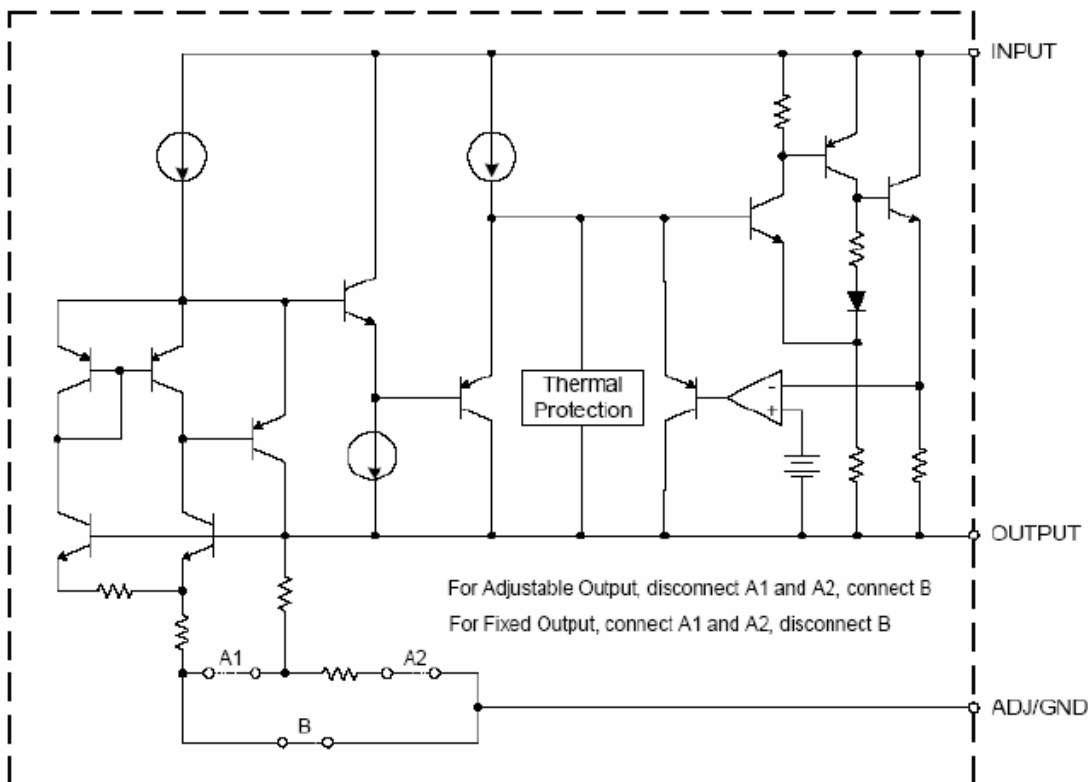 INPUT
Thermal
Protection
-
+
OUTPUT
For Adjustable Output, disconnect A1 and A2, connect B
For Fixed Output, connect A1 and A2, disconnect B
A1
A2
ADJ/GND
B